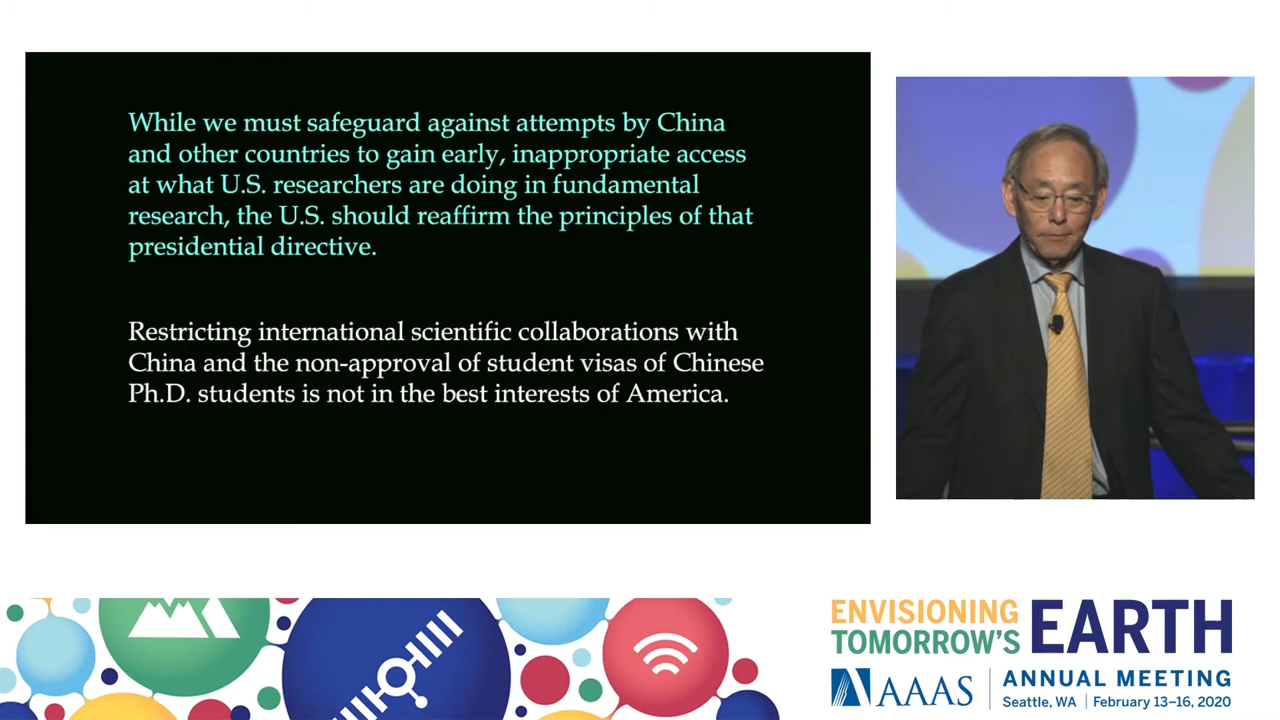 While we must safeguard against attempts by China
and other countries to gain early, inappropriate access
at what U.S. researchers are doing in fundamental
research, the U.S. should reaffirm the principles of that
presidential directive.
Restricting international scientific collaborations with
China and the non-approval of student visas of Chinese
Ph.D. students is not in the best interests of America.
ENVISIONING
TOMORROW'S
EARTH
AAAS
ANNUAL MEETING
Seattle, WA | February 13–16, 2020